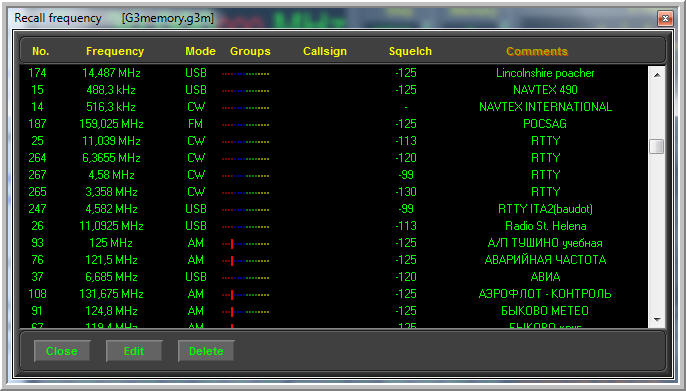 Recall frequency [G3memory.g3m]
No. Frequency Mode Groups Callsign Squelch Comments
174 14,487 MHz USB -125 Lincolnshire poacher
15 488,3 kHz USB -125 NAVTEX 490
14 516,3 kHz CW - NAVTEX INTERNATIONAL
187 159,025 MHz FM -125 POCSAG
25 11,039 MHz CW -113 RTTY
264 6,3655 MHz CW -120 RTTY
267 4,58 MHz CW -99 RTTY
265 3,358 MHz CW -130 RTTY
247 4,582 MHz USB -99 RTTY ITA2(baudot)
26 11,0925 MHz USB -113 Radio St. Helena
93 125 MHz AM -125 А/П ТУШИНО учебная
76 121,5 MHz AM -125 АВАРИЙНАЯ ЧАСТОТА
37 6,685 MHz USB -120 АВИА
108 131,675 MHz AM -125 АЭРОФЛОТ - КОНТРОЛЬ
91 124,8 MHz AM -125 БЫКОВО МЕТЕО
67 119,4 MHz AM -125 БЫКОВО
Close Edit Delete